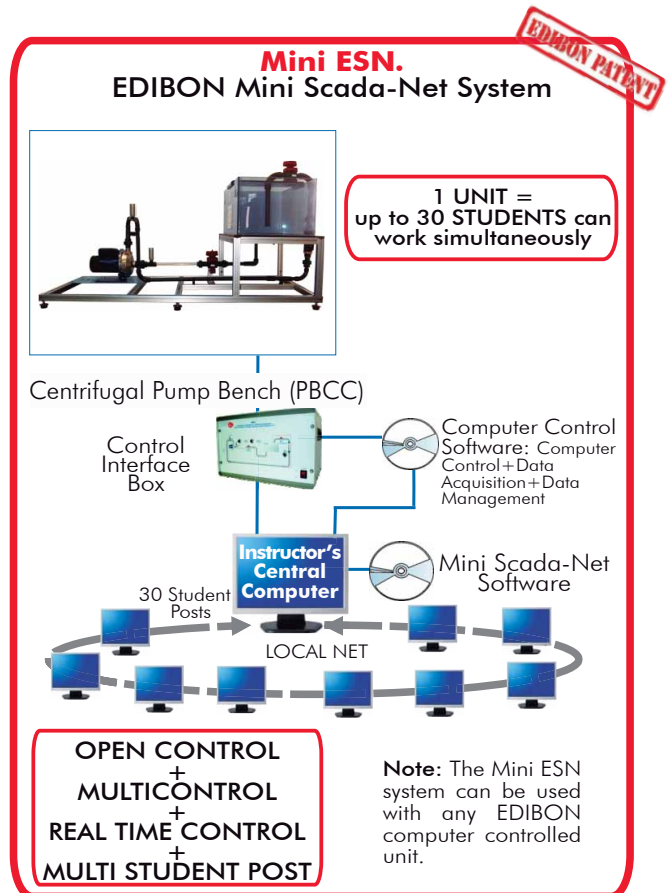 EDIBON PATENT
Mini ESN.
EDIBON Mini Scada-Net System
1 UNIT =
up to 30 STUDENTS can
work simultaneously
Centrifugal Pump Bench (PBCC)
Control
Interface
Box
Computer Control
Software: Computer
Control+Data
Acquisition+Data
Management
Instructor's
Central
Computer
Mini Scada-Net
Software
30 Student
Posts
LOCAL NET
OPEN CONTROL
+
MULTICONTROL
+
REAL TIME CONTROL
+
MULTI STUDENT POST
Note: The Mini ESN
system can be used
with any EDIBON
computer controlled
unit.